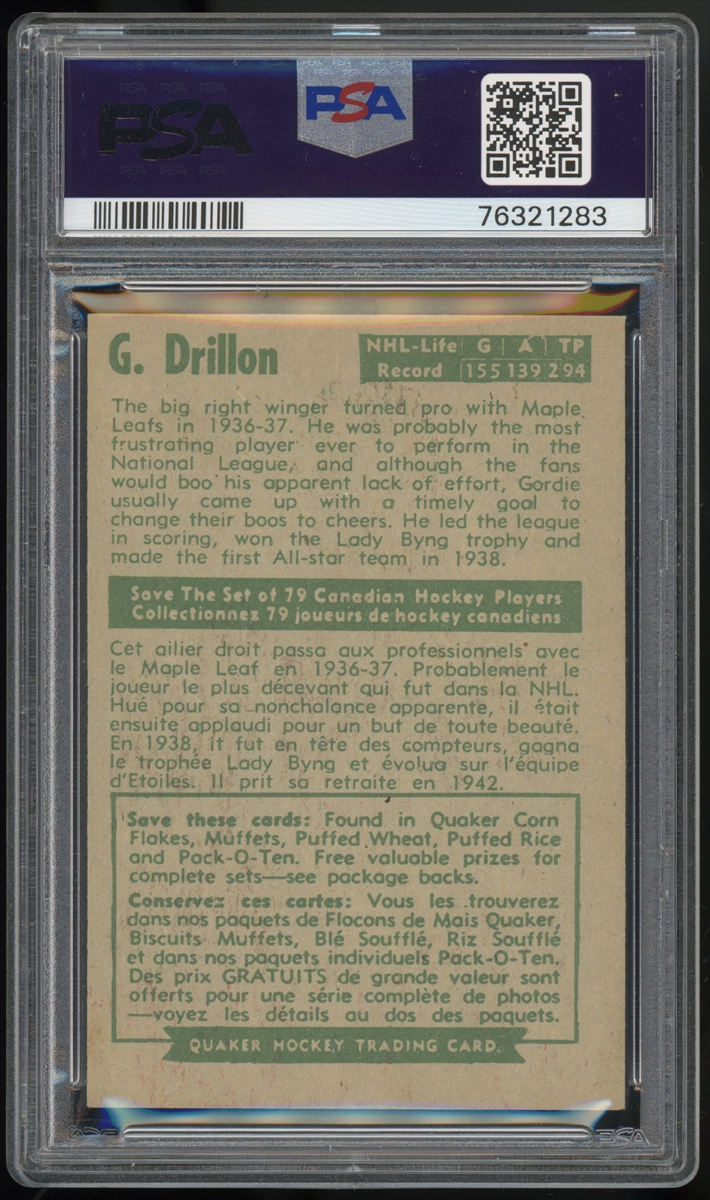 PSA PSA PSA
PSA
PSA PSA PSA
PSA
76321283
G. Drillon
NHL-Life G A TP
Record 155 139 294
The big right winger turned pro with Maple
Leafs in 1936-37. He was probably the most
frustrating player ever to perform in the
National League, and although the fans
would boo his apparent lack of effort, Gordie
usually came up with a timely goal to
change their boos to cheers. He led the league
in scoring, won the Lady Byng trophy and
made the first All-star team in 1938.
Save The Set of 79 Canadian Hockey Players
Collectionnez 79 joueurs de hockey canadiens
Cet ailier droit passa aux professionnels avec
le Maple Leaf en 1936-37. Probablement le
joueur le plus décevant qui fut dans la NHL.
Hué pour sa nonchalance apparente, il était
ensuite applaudi pour un but de toute beauté.
En 1938, it fut en tête des compteurs, gagna
le trophée Lady Byng et évolua sur l'équipe
d'Etoiles. Il prit sa retraite en 1942.
Save these cards: Found in Quaker Corn
Flakes, Muffets, Puffed Wheat, Puffed Rice
and Pack-O-Ten. Free valuable prizes for
complete sets—see package backs.
Conservez ces cartes: Vous les trouverez
dans nos paquets de Flocons de Mais Quaker,
Biscuits Muffets, Blé Soufflé, Riz Soufflé
et dans nos paquets individuels Pack-O-Ten.
Des prix GRATUITS de grande valeur sont
offerts pour une série complète de photos
—voyez les détails au dos des paquets.
QUAKER HOCKEY TRADING CARD
PSA